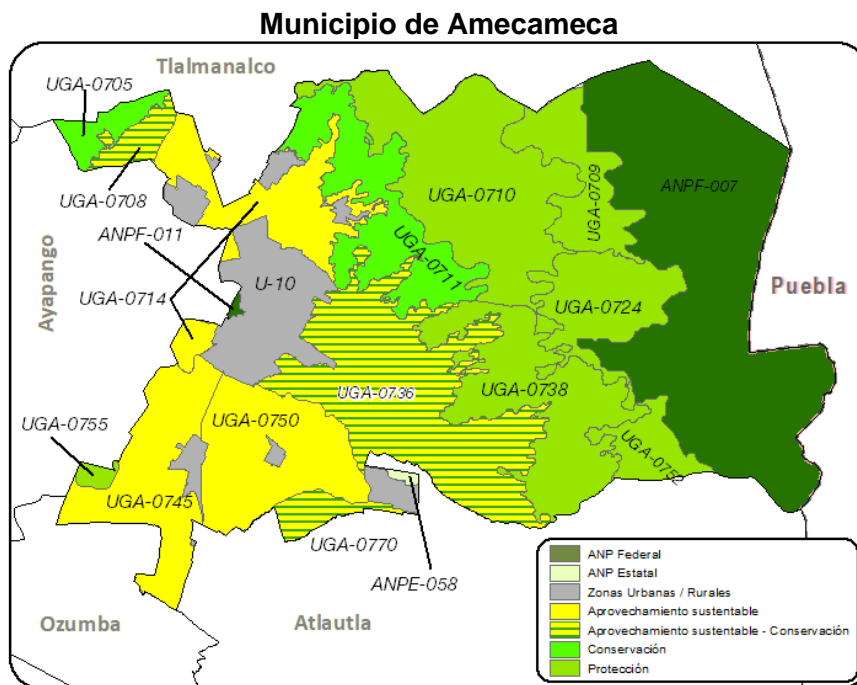 Municipio de Amecameca
Tlalmanalco
UGA-0705
UGA-0708
ANPF-011
Ayapango
UGA-0714
U-10
UGA-0710
UGA-0709
ANPF-007
UGA-0711
UGA-0724
Puebla
UGA-0736
UGA-0738
UGA-0755
UGA-0750
UGA-0752
UGA-0745
UGA-0770
ANPE-058
Ozumba
Atlautla
ANP Federal
ANP Estatal
Zonas Urbanas / Rurales
Aprovechamiento sustentable
Aprovechamiento sustentable - Conservación
Conservación
Protección